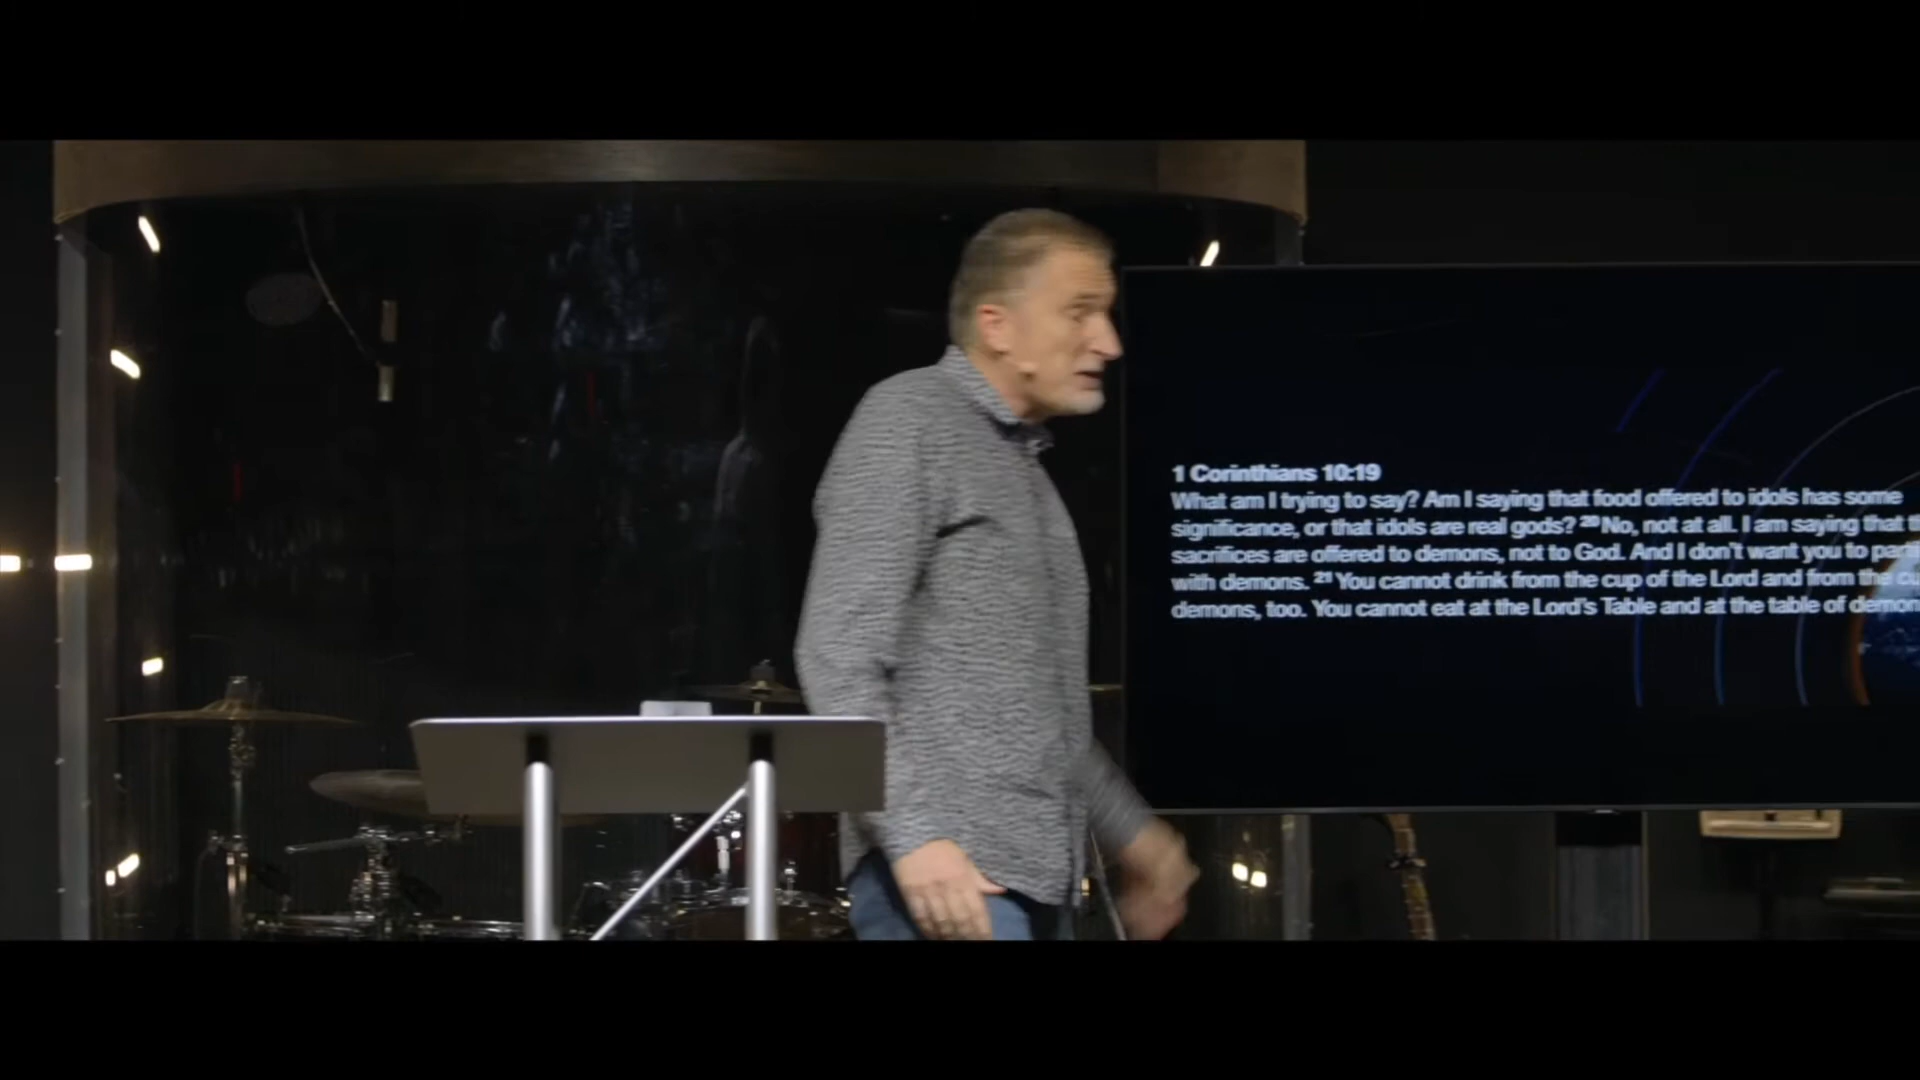 1 Corinthians 10:19
What am I trying to say? Am I saying that food offered to idols has some
significance, or that idols are real gods? 20 No, not at all. I am saying that
sacrifices are offered to demons, not to God. And I don't want you to
with demons. 21 You cannot drink from the cup of the Lord and from the
demons, too. You cannot eat at the Lord's Table and at the table of